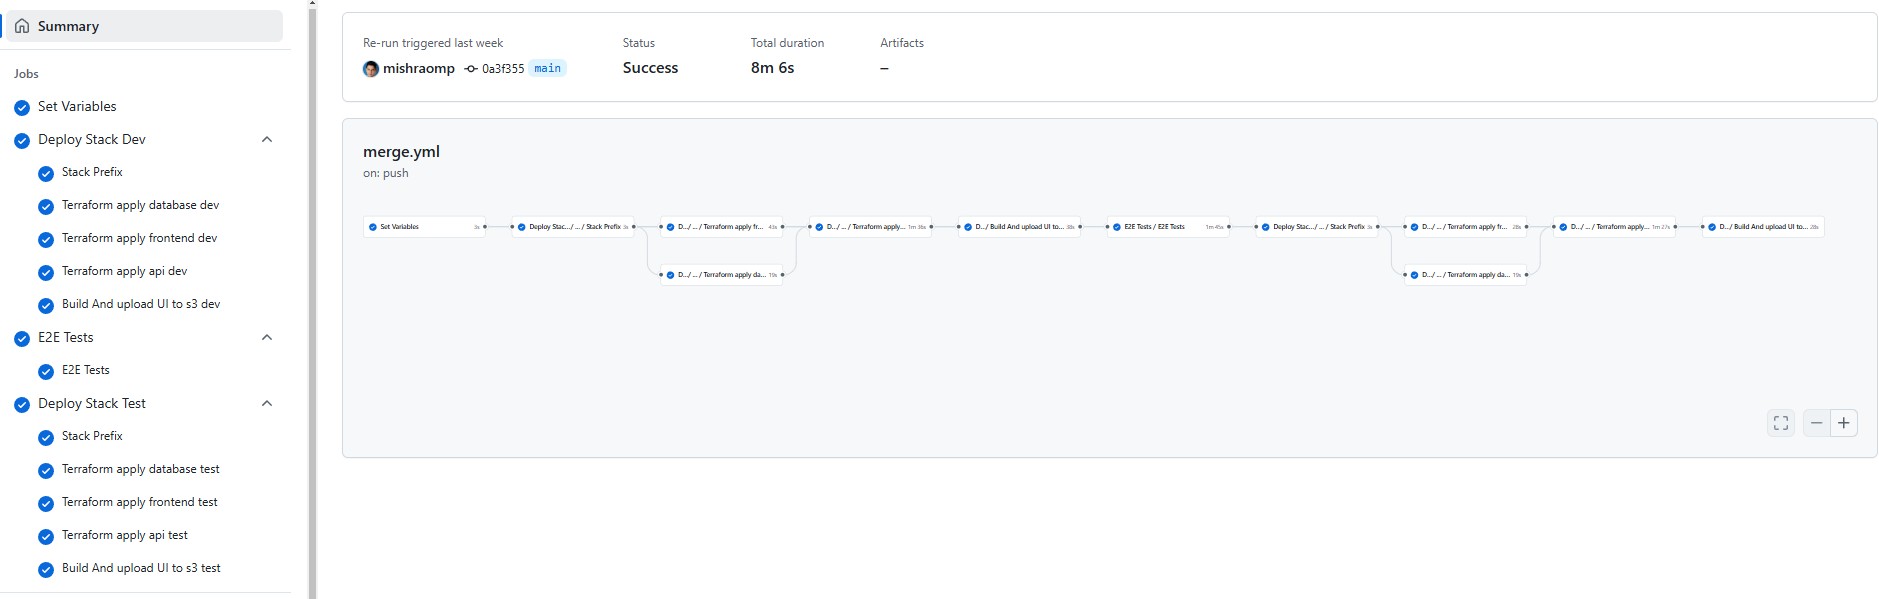 Summary
Jobs
Set Variables
Deploy Stack Dev
Stack Prefix
Terraform apply database dev
Terraform apply frontend dev
Terraform apply api dev
Build And upload UI to s3 dev
E2E Tests
E2E Tests
Deploy Stack Test
Stack Prefix
Terraform apply database test
Terraform apply frontend test
Terraform apply api test
Build And upload UI to s3 test
Re-run triggered last week
mishraomp 0a3f355 main
Status
Success
Total duration
8m 6s
Artifacts
–
merge.yml
on: push
Set Variables 3s
Deploy Stac.../ ... / Stack Prefix 3s
D.../ ... / Terraform apply fr... 43s
D.../ ... / Terraform apply da... 19s
D.../ ... / Terraform apply... 1m 36s
D.../ Build And upload UI to... 38s
E2E Tests / E2E Tests 1m 45s
Deploy Stac.../ ... / Stack Prefix 3s
D.../ ... / Terraform apply fr... 28s
D.../ ... / Terraform apply da... 19s
D.../ ... / Terraform apply... 1m 27s
D.../ Build And upload UI to... 28s